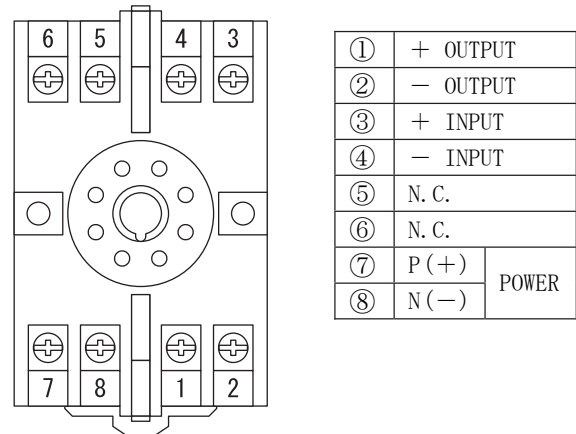 6 5 4 3
7 8 1 2
① + OUTPUT
② − OUTPUT
③ + INPUT
④ − INPUT
⑤ N.C.
⑥ N.C.
⑦ P(+) POWER
⑧ N(−)